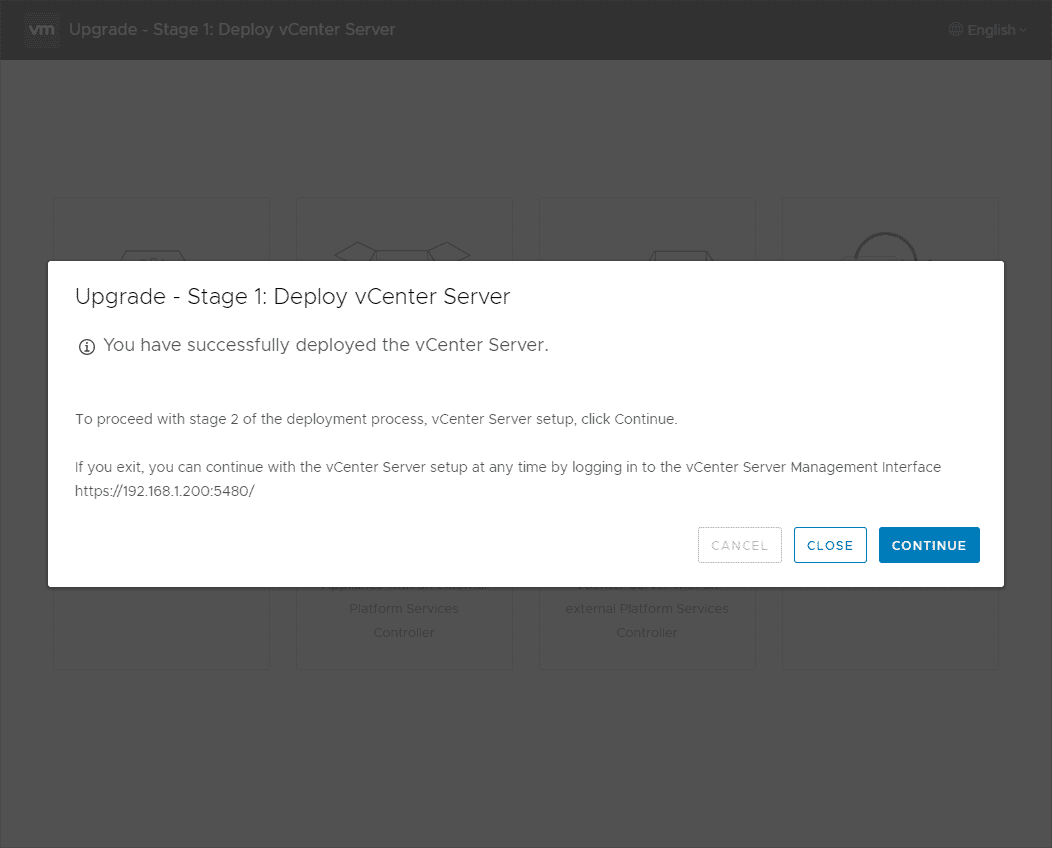 vm Upgrade - Stage 1: Deploy vCenter Server English
Upgrade - Stage 1: Deploy vCenter Server
You have successfully deployed the vCenter Server.
To proceed with stage 2 of the deployment process, vCenter Server setup, click Continue.
If you exit, you can continue with the vCenter Server setup at any time by logging in to the vCenter Server Management Interface
https://192.168.1.200:5480/
CANCEL CLOSE CONTINUE
Platform Services
Controller
external Platform Services
Controller